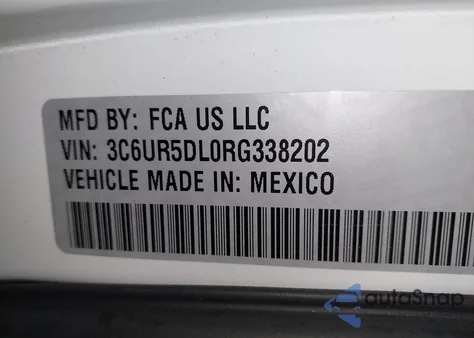 MFD BY: FCA US LLC
VIN: 3C6UR5DL0RG338202
VEHICLE MADE IN: MEXICO
autoSnap